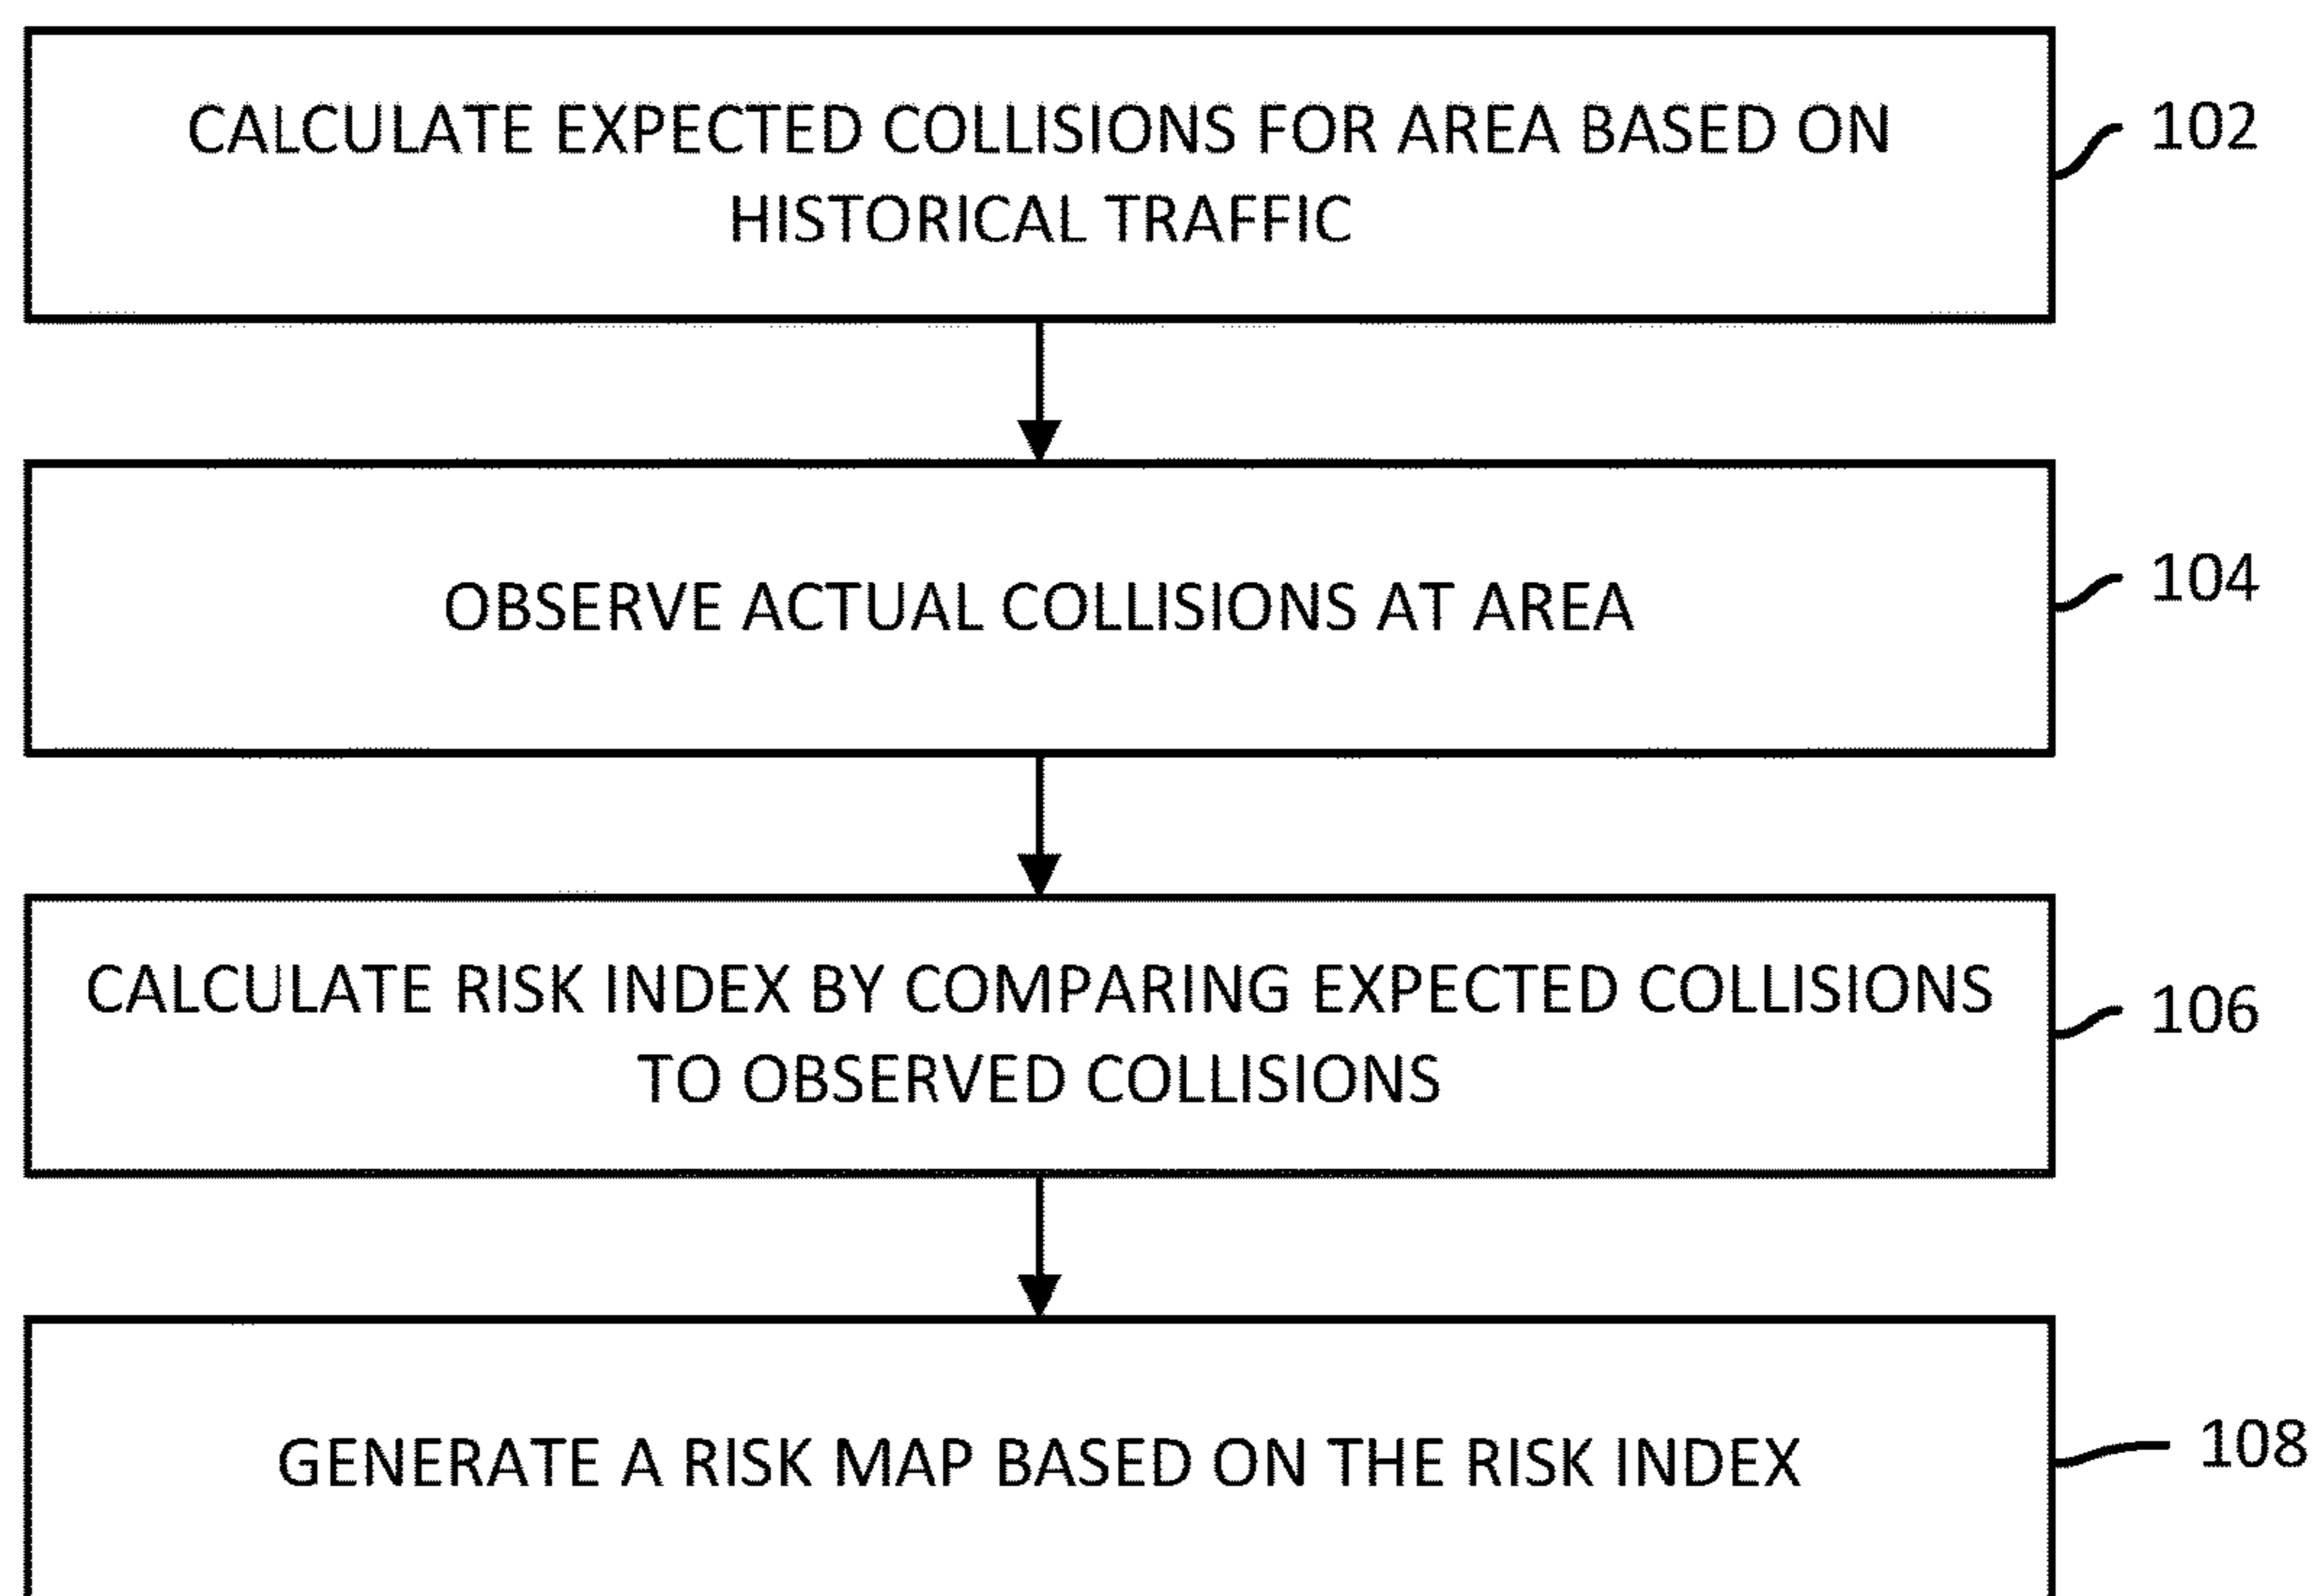 CALCULATE EXPECTED COLLISIONS FOR AREA BASED ON
HISTORICAL TRAFFIC
102
OBSERVE ACTUAL COLLISIONS AT AREA
104
CALCULATE RISK INDEX BY COMPARING EXPECTED COLLISIONS
TO OBSERVED COLLISIONS
106
GENERATE A RISK MAP BASED ON THE RISK INDEX
108